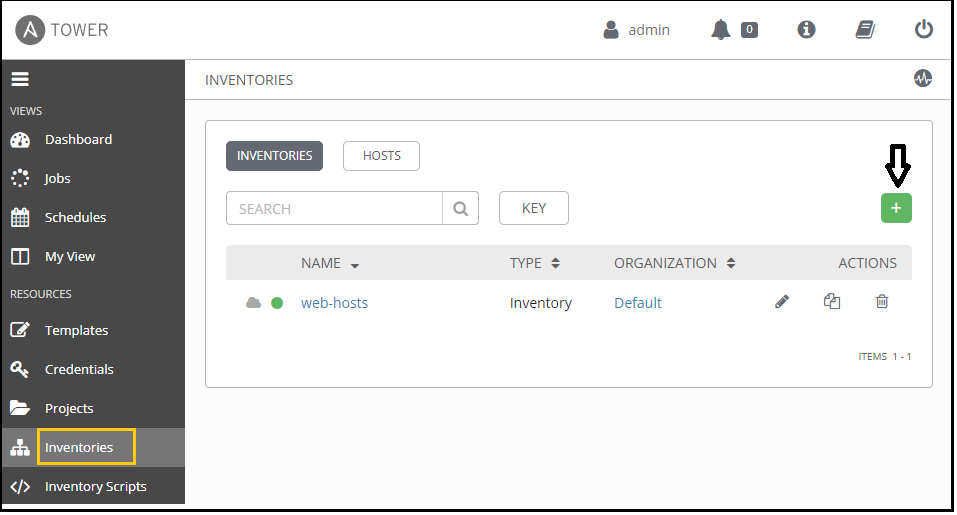 TOWER admin 0
INVENTORIES
VIEWS
Dashboard
Jobs
Schedules
My View
RESOURCES
Templates
Credentials
Projects
Inventories
Inventory Scripts
INVENTORIES HOSTS
SEARCH KEY
+
NAME TYPE ORGANIZATION ACTIONS
web-hosts Inventory Default
ITEMS 1 - 1